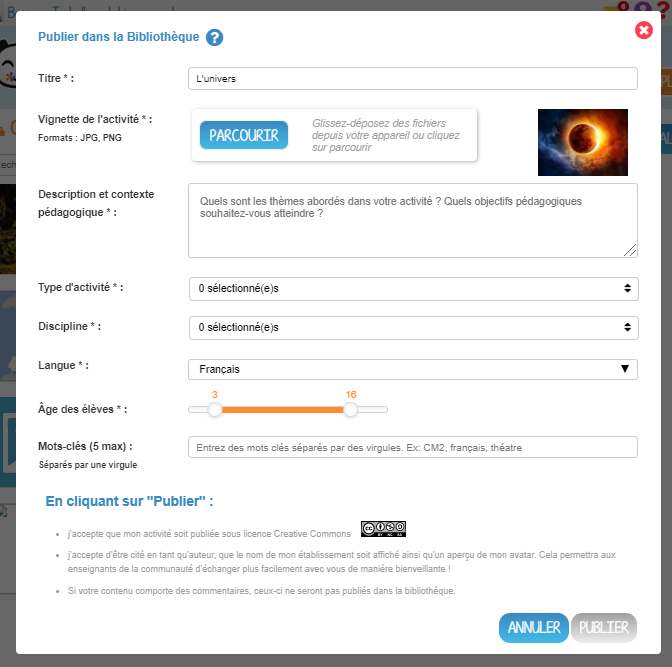 Publier dans la Bibliothèque ?
Titre * :
L'univers
Vignette de l'activité * :
Formats : JPG, PNG
PARCOURIR
Glissez-déposez des fichiers
depuis votre appareil ou cliquez
sur parcourir
Description et contexte
pédagogique * :
Quels sont les thèmes abordés dans votre activité ? Quels objectifs pédagogiques
souhaitez-vous atteindre ?
Type d'activité * :
0 sélectionné(e)s
Discipline * :
0 sélectionné(e)s
Langue * :
Français
3 16
Âge des élèves * :
Mots-clés (5 max) :
Séparés par une virgule
Entrez des mots clés séparés par des virgules. Ex: CM2, français, théatre
En cliquant sur "Publier" :
j'accepte que mon activité soit publiée sous licence Creative Commons
j'accepte d'être cité en tant qu'auteur, que le nom de mon établissement soit affiché ainsi qu'un aperçu de mon avatar. Cela permettra aux
enseignants de la communauté d'échanger plus facilement avec vous de manière bienveillante !
Si votre contenu comporte des commentaires, ceux-ci ne seront pas publiés dans la bibliothèque.
ANNULER
PUBLIER